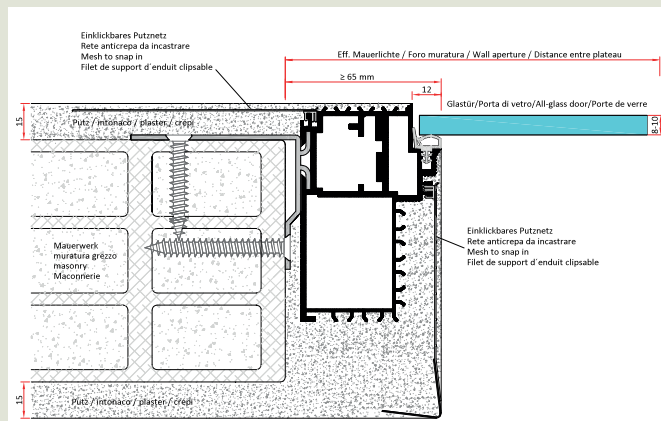 Einklickbares Putznetz
Rete anticrepa da incastrare
Mesh to snap in
Filet de support d´enduit clipsable
Eff. Mauerlichte / Foro muratura / Wall aperture / Distance entre plateau
≥ 65 mm
12
Glastür/Porta di vetro/All-glass door/Porte de verre
8-10
15
Putz / intonaco / plaster / crépi
Mauerwerk
muratura grezzo
masonry
Maconnerie
Einklickbares Putznetz
Rete anticrepa da incastrare
Mesh to snap in
Filet de support d´enduit clipsable
15
Putz / intonaco / plaster / crépi